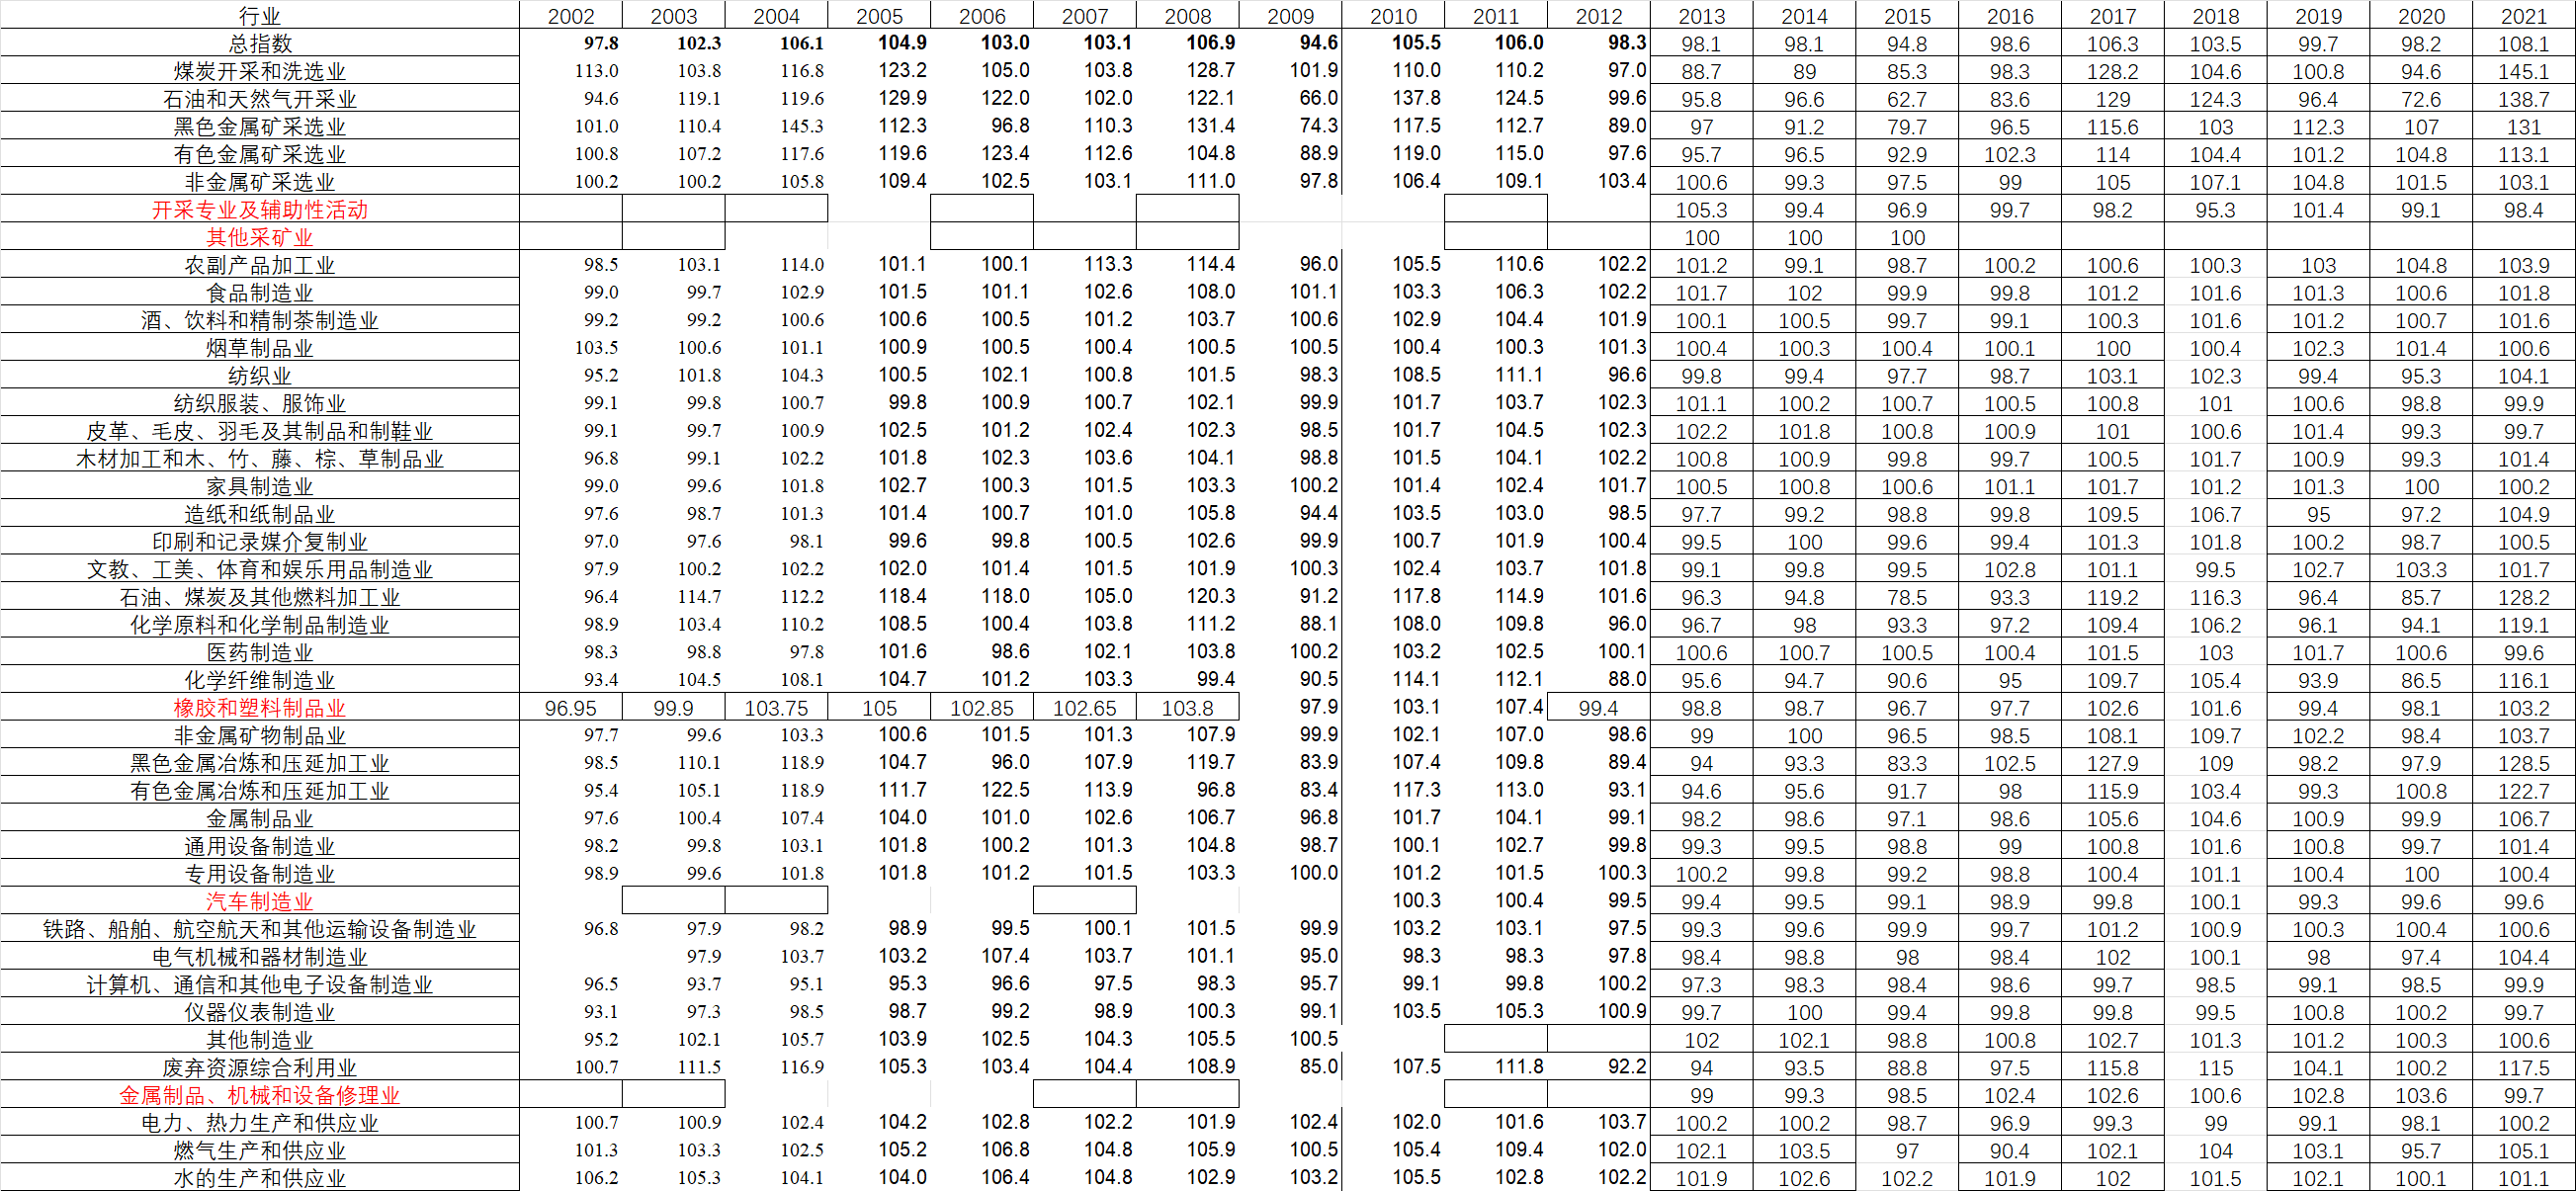 行业 2002 2003 2004 2005 2006 2007 2008 2009 2010 2011 2012 2013 2014 2015 2016 2017 2018 2019 2020 2021
总指数 97.8 102.3 106.1 104.9 103.0 103.1 106.9 94.6 105.5 106.0 98.3 98.1 98.1 94.8 98.6 106.3 103.5 99.7 98.2 108.1
煤炭开采和洗选业 113.0 103.8 116.8 123.2 105.0 103.8 128.7 101.9 110.0 110.2 97.0 88.7 89 85.3 98.3 128.2 104.6 100.8 94.6 145.1
石油和天然气开采业 94.6 119.1 119.6 129.9 122.0 102.0 122.1 66.0 137.8 124.5 99.6 95.8 96.6 62.7 83.6 129 124.3 96.4 72.6 138.7
黑色金属矿采选业 101.0 110.4 145.3 112.3 96.8 110.3 131.4 74.3 117.5 112.7 89.0 97 91.2 79.7 96.5 115.6 103 112.3 107 131
有色金属矿采选业 100.8 107.2 117.6 119.6 123.4 112.6 104.8 88.9 119.0 115.0 97.6 95.7 96.5 92.9 102.3 114 104.4 101.2 104.8 113.1
非金属矿采选业 100.2 100.2 105.8 109.4 102.5 103.1 111.0 97.8 106.4 109.1 103.4 100.6 99.3 97.5 99 105 107.1 104.8 101.5 103.1
开采专业及辅助性活动 105.3 99.4 96.9 99.7 98.2 95.3 101.4 99.1 98.4
其他采矿业 100 100 100
农副产品加工业 98.5 103.1 114.0 101.1 100.1 113.3 114.4 96.0 105.5 110.6 102.2 101.2 99.1 98.7 100.2 100.6 100.3 103 104.8 103.9
食品制造业 99.0 99.7 102.9 101.5 101.1 102.6 108.0 101.1 103.3 106.3 102.2 101.7 102 99.9 99.8 101.2 101.6 101.3 100.6 101.8
酒、饮料和精制茶制造业 99.2 99.2 100.6 100.6 100.5 101.2 103.7 100.6 102.9 104.4 101.9 100.1 100.5 99.7 99.1 100.3 101.6 101.2 100.7 101.6
烟草制品业 103.5 100.6 101.1 100.9 100.5 100.4 100.5 100.5 100.4 100.3 101.3 100.4 100.3 100.4 100.1 100 100.4 102.3 101.4 100.6
纺织业 95.2 101.8 104.3 100.5 102.1 100.8 101.5 98.3 108.5 111.1 96.6 99.8 99.4 97.7 98.7 103.1 102.3 99.4 95.3 104.1
纺织服装、服饰业 99.1 99.8 100.7 99.8 100.9 100.7 102.1 99.9 101.7 103.7 102.3 101.1 100.2 100.7 100.5 100.8 101 100.6 98.8 99.9
皮革、毛皮、羽毛及其制品和制鞋业 99.1 99.7 100.9 102.5 101.2 102.4 102.3 98.5 101.7 104.5 102.3 102.2 101.8 100.8 100.9 101 100.6 101.4 99.3 99.7
木材加工和木、竹、藤、棕、草制品业 96.8 99.1 102.2 101.8 102.3 103.6 104.1 98.8 101.5 104.1 102.2 100.8 100.9 99.8 99.7 100.5 101.7 100.9 99.3 101.4
家具制造业 99.0 99.6 101.8 102.7 100.3 101.5 103.3 100.2 101.4 102.4 101.7 100.5 100.8 100.6 101.1 101.7 101.2 101.3 100 100.2
造纸和纸制品业 97.6 98.7 101.3 101.4 100.7 101.0 105.8 94.4 103.5 103.0 98.5 97.7 99.2 98.8 99.8 109.5 106.7 95 97.2 104.9
印刷和记录媒介复制业 97.0 97.6 98.1 99.6 99.8 100.5 102.6 99.9 100.7 101.9 100.4 99.5 100 99.6 99.4 101.3 101.8 100.2 98.7 100.5
文教、工美、体育和娱乐用品制造业 97.9 100.2 102.2 102.0 101.4 101.5 101.9 100.3 102.4 103.7 101.8 99.1 99.8 99.5 102.8 101.1 99.5 102.7 103.3 101.7
石油、煤炭及其他燃料加工业 96.4 114.7 112.2 118.4 118.0 105.0 120.3 91.2 117.8 114.9 101.6 96.3 94.8 78.5 93.3 119.2 116.3 96.4 85.7 128.2
化学原料和化学制品制造业 98.9 103.4 110.2 108.5 100.4 103.8 111.2 88.1 108.0 109.8 96.0 96.7 98 93.3 97.2 109.4 106.2 96.1 94.1 119.1
医药制造业 98.3 98.8 97.8 101.6 98.6 102.1 103.8 100.2 103.2 102.5 100.1 100.6 100.7 100.5 100.4 101.5 103 101.7 100.6 99.6
化学纤维制造业 93.4 104.5 108.1 104.7 101.2 103.3 99.4 90.5 114.1 112.1 88.0 95.6 94.7 90.6 95 109.7 105.4 93.9 86.5 116.1
橡胶和塑料制品业 96.95 99.9 103.75 105 102.85 102.65 103.8 97.9 103.1 107.4 99.4 98.8 98.7 96.7 97.7 102.6 101.6 99.4 98.1 103.2
非金属矿物制品业 97.7 99.6 103.3 100.6 101.5 101.3 107.9 99.9 102.1 107.0 98.6 99 100 96.5 98.5 108.1 109.7 102.2 98.4 103.7
黑色金属冶炼和压延加工业 98.5 110.1 118.9 104.7 96.0 107.9 119.7 83.9 107.4 109.8 89.4 94 93.3 83.3 102.5 127.9 109 98.2 97.9 128.5
有色金属冶炼和压延加工业 95.4 105.1 118.9 111.7 122.5 113.9 96.8 83.4 117.3 113.0 93.1 94.6 95.6 91.7 98 115.9 103.4 99.3 100.8 122.7
金属制品业 97.6 100.4 107.4 104.0 101.0 102.6 106.7 96.8 101.7 104.1 99.1 98.2 98.6 97.1 98.6 105.6 104.6 100.9 99.9 106.7
通用设备制造业 98.2 99.8 103.1 101.8 100.2 101.3 104.8 98.7 100.1 102.7 99.8 99.3 99.5 98.8 99 100.8 101.6 100.8 99.7 101.4
专用设备制造业 98.9 99.6 101.8 101.8 101.2 101.5 103.3 100.0 101.2 101.5 100.3 100.2 99.8 99.2 98.8 100.4 101.1 100.4 100 100.4
汽车制造业 100.3 100.4 99.5 99.4 99.5 99.1 98.9 99.8 100.1 99.3 99.6 99.6
铁路、船舶、航空航天和其他运输设备制造业 96.8 97.9 98.2 98.9 99.5 100.1 101.5 99.9 103.2 103.1 97.5 99.3 99.6 99.9 99.7 101.2 100.9 100.3 100.4 100.6
电气机械和器材制造业 97.9 103.7 103.2 107.4 103.7 101.1 95.0 98.3 98.3 97.8 98.4 98.8 98 98.4 102 100.1 98 97.4 104.4
计算机、通信和其他电子设备制造业 96.5 93.7 95.1 95.3 96.6 97.5 98.3 95.7 99.1 99.8 100.2 97.3 98.3 98.4 98.6 99.7 98.5 99.1 98.5 99.9
仪器仪表制造业 93.1 97.3 98.5 98.7 99.2 98.9 100.3 99.1 103.5 105.3 100.9 99.7 100 99.4 99.8 99.8 99.5 100.8 100.2 99.7
其他制造业 95.2 102.1 105.7 103.9 102.5 104.3 105.5 100.5 102 102.1 98.8 100.8 102.8 101.3 101.2 100.3 100.6
废弃资源综合利用业 100.7 111.5 116.9 105.3 103.4 104.4 108.9 85.0 107.5 111.8 92.2 94 93.5 88.8 97.5 115.8 115 104.1 100.2 117.5
金属制品、机械和设备修理业 99 99.3 98.5 102.4 102.6 100.6 102.8 103.6 99.7
电力、热力生产和供应业 100.7 100.9 102.4 104.2 102.8 102.2 101.9 102.4 102.0 101.6 103.7 100.2 100.2 98.7 96.9 99.3 99 99.1 98.1 100.2
燃气生产和供应业 101.3 103.3 102.5 105.2 106.8 104.8 105.9 100.5 105.4 109.4 102.0 102.1 103.5 97 90.4 102.1 104 103.1 95.7 105.1
水的生产和供应业 106.2 105.3 104.1 104.0 106.4 104.8 102.9 103.2 105.5 102.8 102.2 101.9 102.6 102.2 101.9 102 101.5 102.1 100.1 101.1